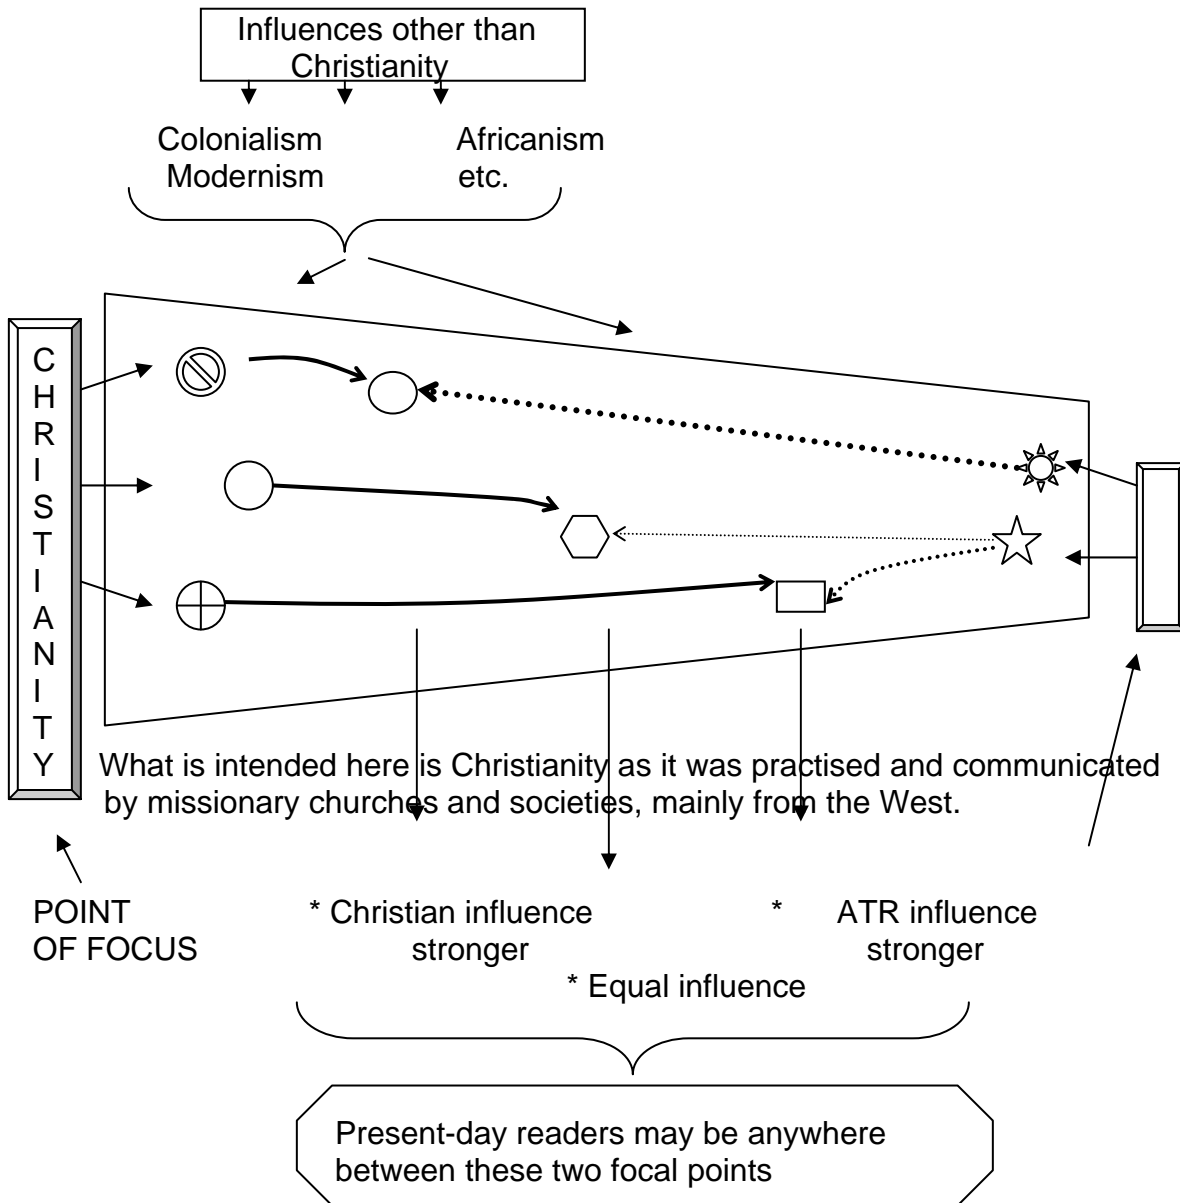 Influences other than
Christianity
Colonialism Africanism
Modernism etc.
CHRISTIANITY
What is intended here is Christianity as it was practised and communicated
by missionary churches and societies, mainly from the West.
POINT
OF FOCUS
* Christian influence
stronger
* ATR influence
stronger
* Equal influence
Present-day readers may be anywhere
between these two focal points